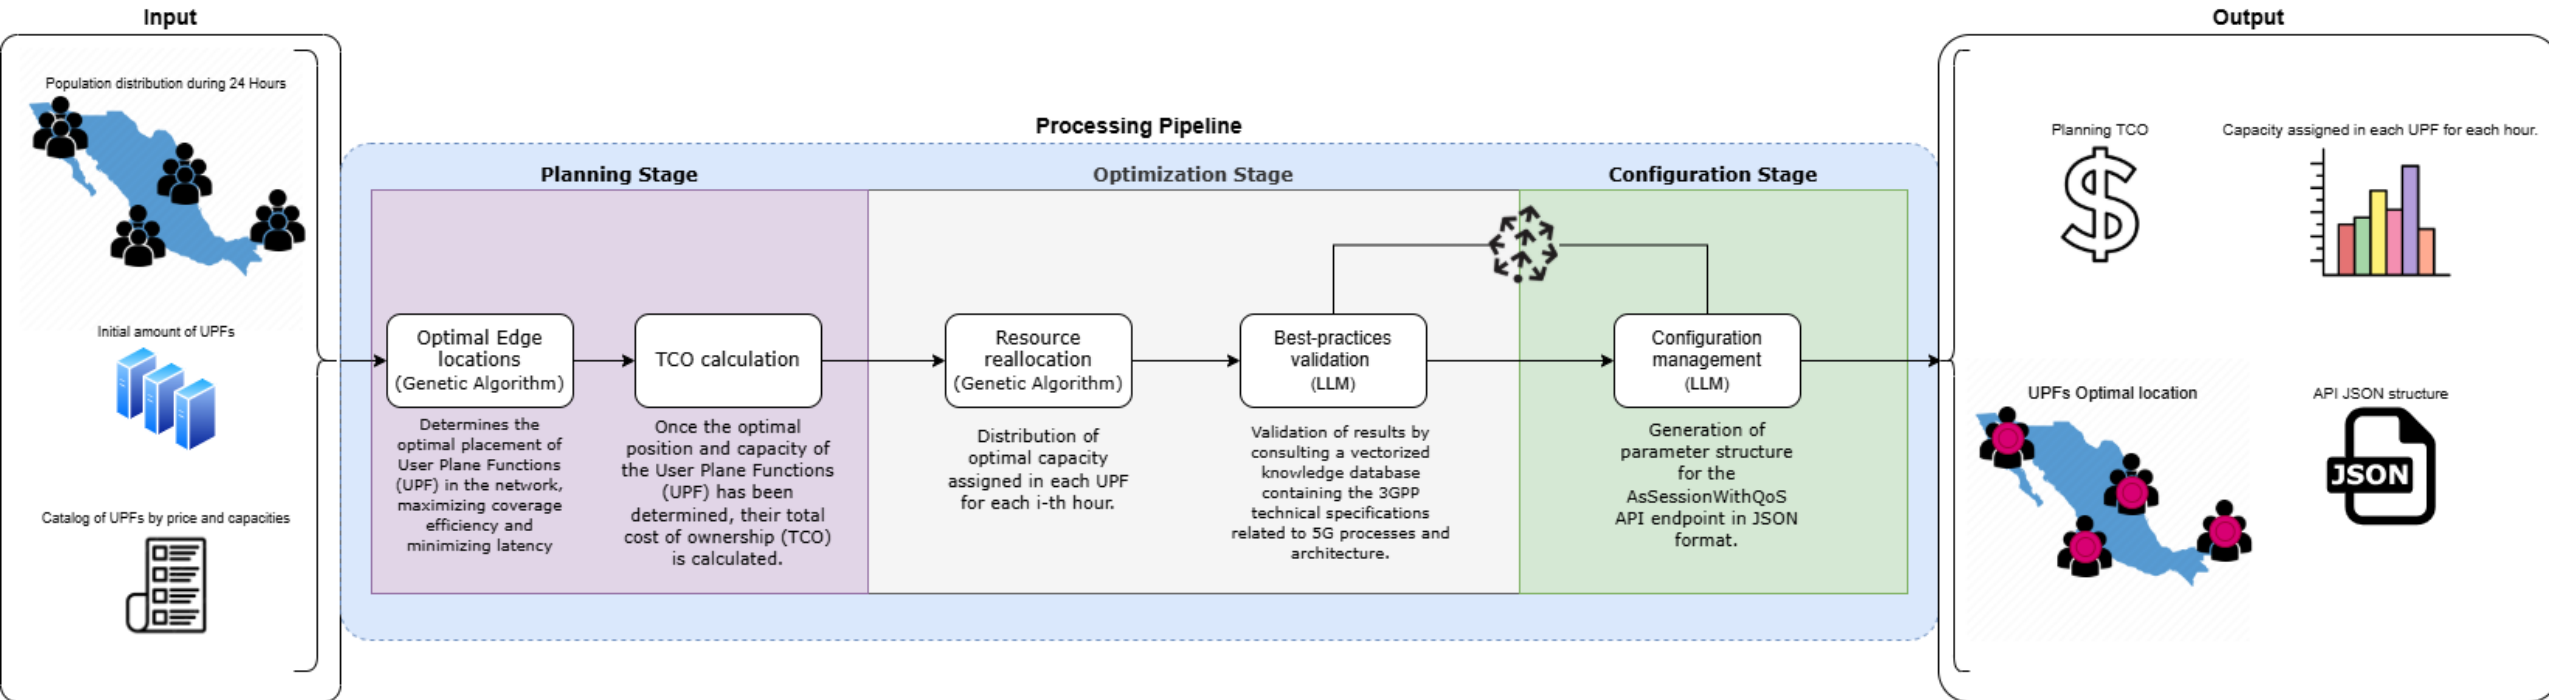 Input
Population distribution during 24 Hours
Initial amount of UPFs
Catalog of UPFs by price and capacities
Processing Pipeline
Planning Stage
Optimal Edge
locations
(Genetic Algorithm)
Determines the
optimal placement of
User Plane Functions
(UPF) in the network,
maximizing coverage
efficiency and
minimizing latency
TCO calculation
Once the optimal
position and capacity of
the User Plane Functions
(UPF) has been
determined, their total
cost of ownership (TCO)
is calculated.
Optimization Stage
Resource
reallocation
(Genetic Algorithm)
Distribution of
optimal capacity
assigned in each UPF
for each i-th hour.
Best-practices
validation
(LLM)
Validation of results by
consulting a vectorized
knowledge database
containing the 3GPP
technical specifications
related to 5G processes and
architecture.
Configuration Stage
Configuration
management
(LLM)
Generation of
parameter structure
for the
AsSessionWithQoS
API endpoint in JSON
format.
Output
Planning TCO
Capacity assigned in each UPF for each hour.
UPFs Optimal location
API JSON structure
JSON